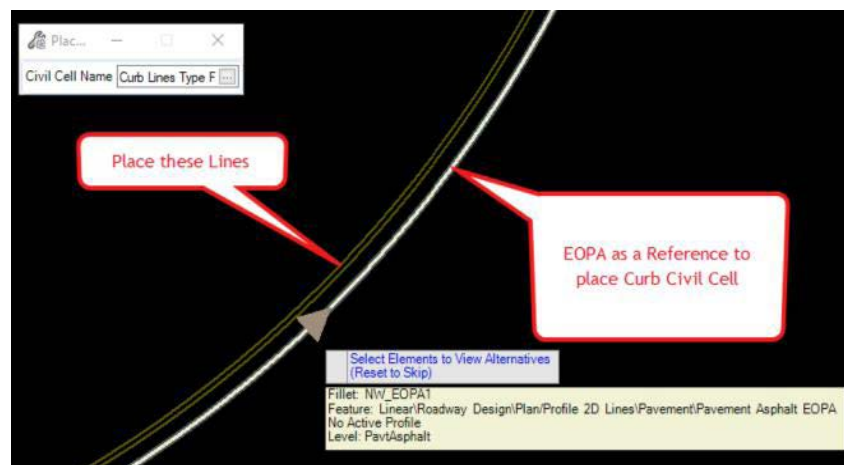 Plac...
Civil Cell Name Curb Lines Type F ...
Place these Lines
EOPA as a Reference to
place Curb Civil Cell
Select Elements to View Alternatives
(Reset to Skip)
Fillet: NW_EOPA1
Feature: Linear\Roadway Design\Plan/Profile 2D Lines\Pavement\Pavement Asphalt EOPA
No Active Profile
Level: PavtAsphalt